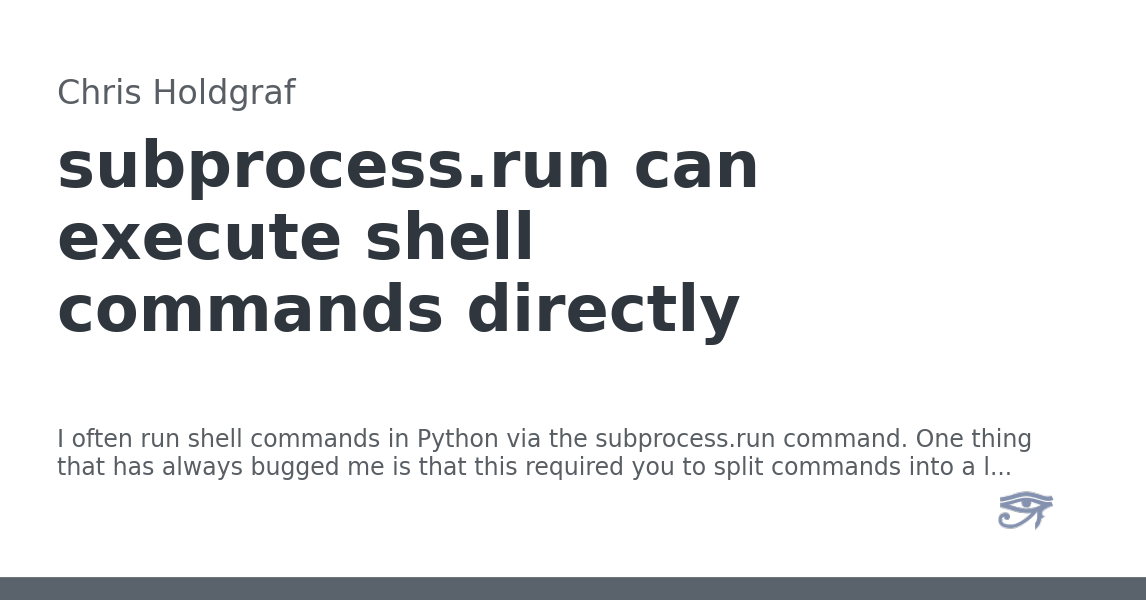 Chris Holdgraf
subprocess.run can
execute shell
commands directly
I often run shell commands in Python via the subprocess.run command. One thing
that has always bugged me is that this required you to split commands into a l...